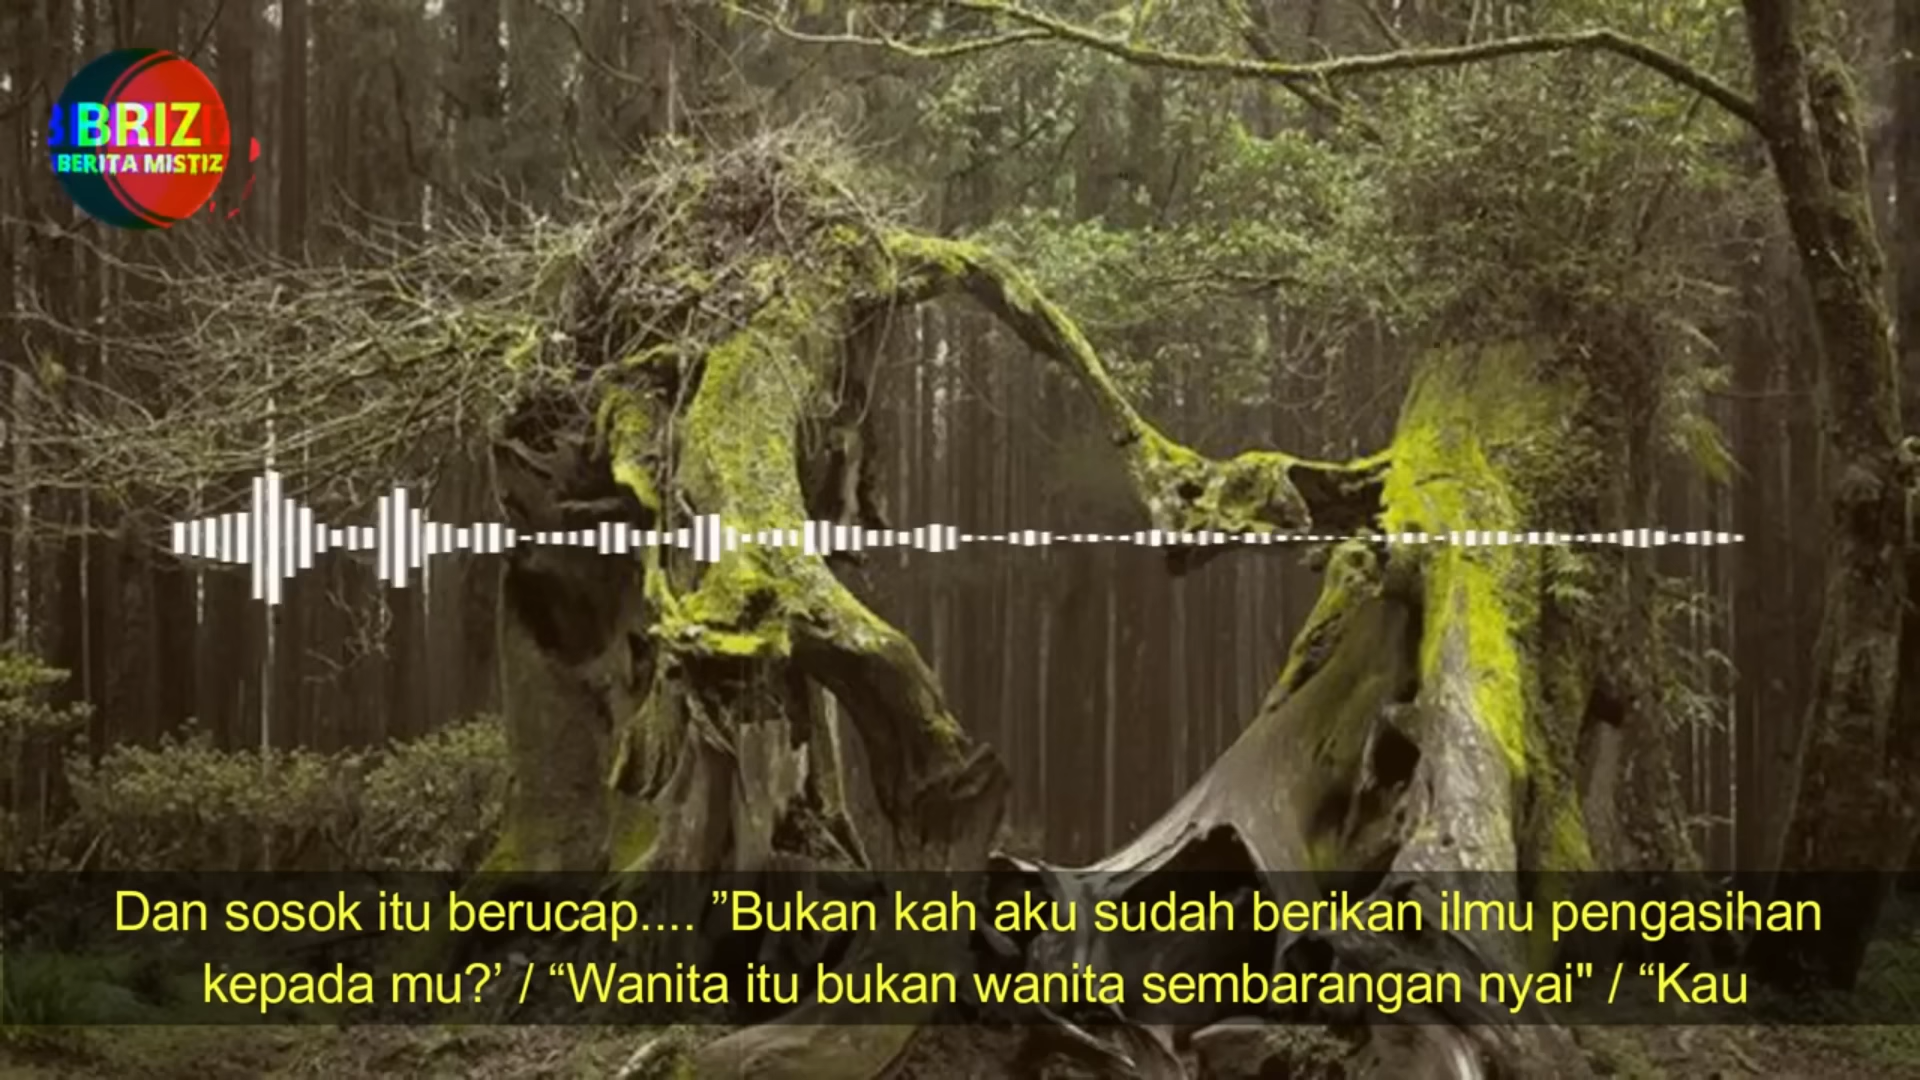 BRIZ
BERITA MISTIZ
Dan sosok itu berucap.... ”Bukan kah aku sudah berikan ilmu pengasihan
kepada mu?’ / “Wanita itu bukan wanita sembarangan nyai" / “Kau